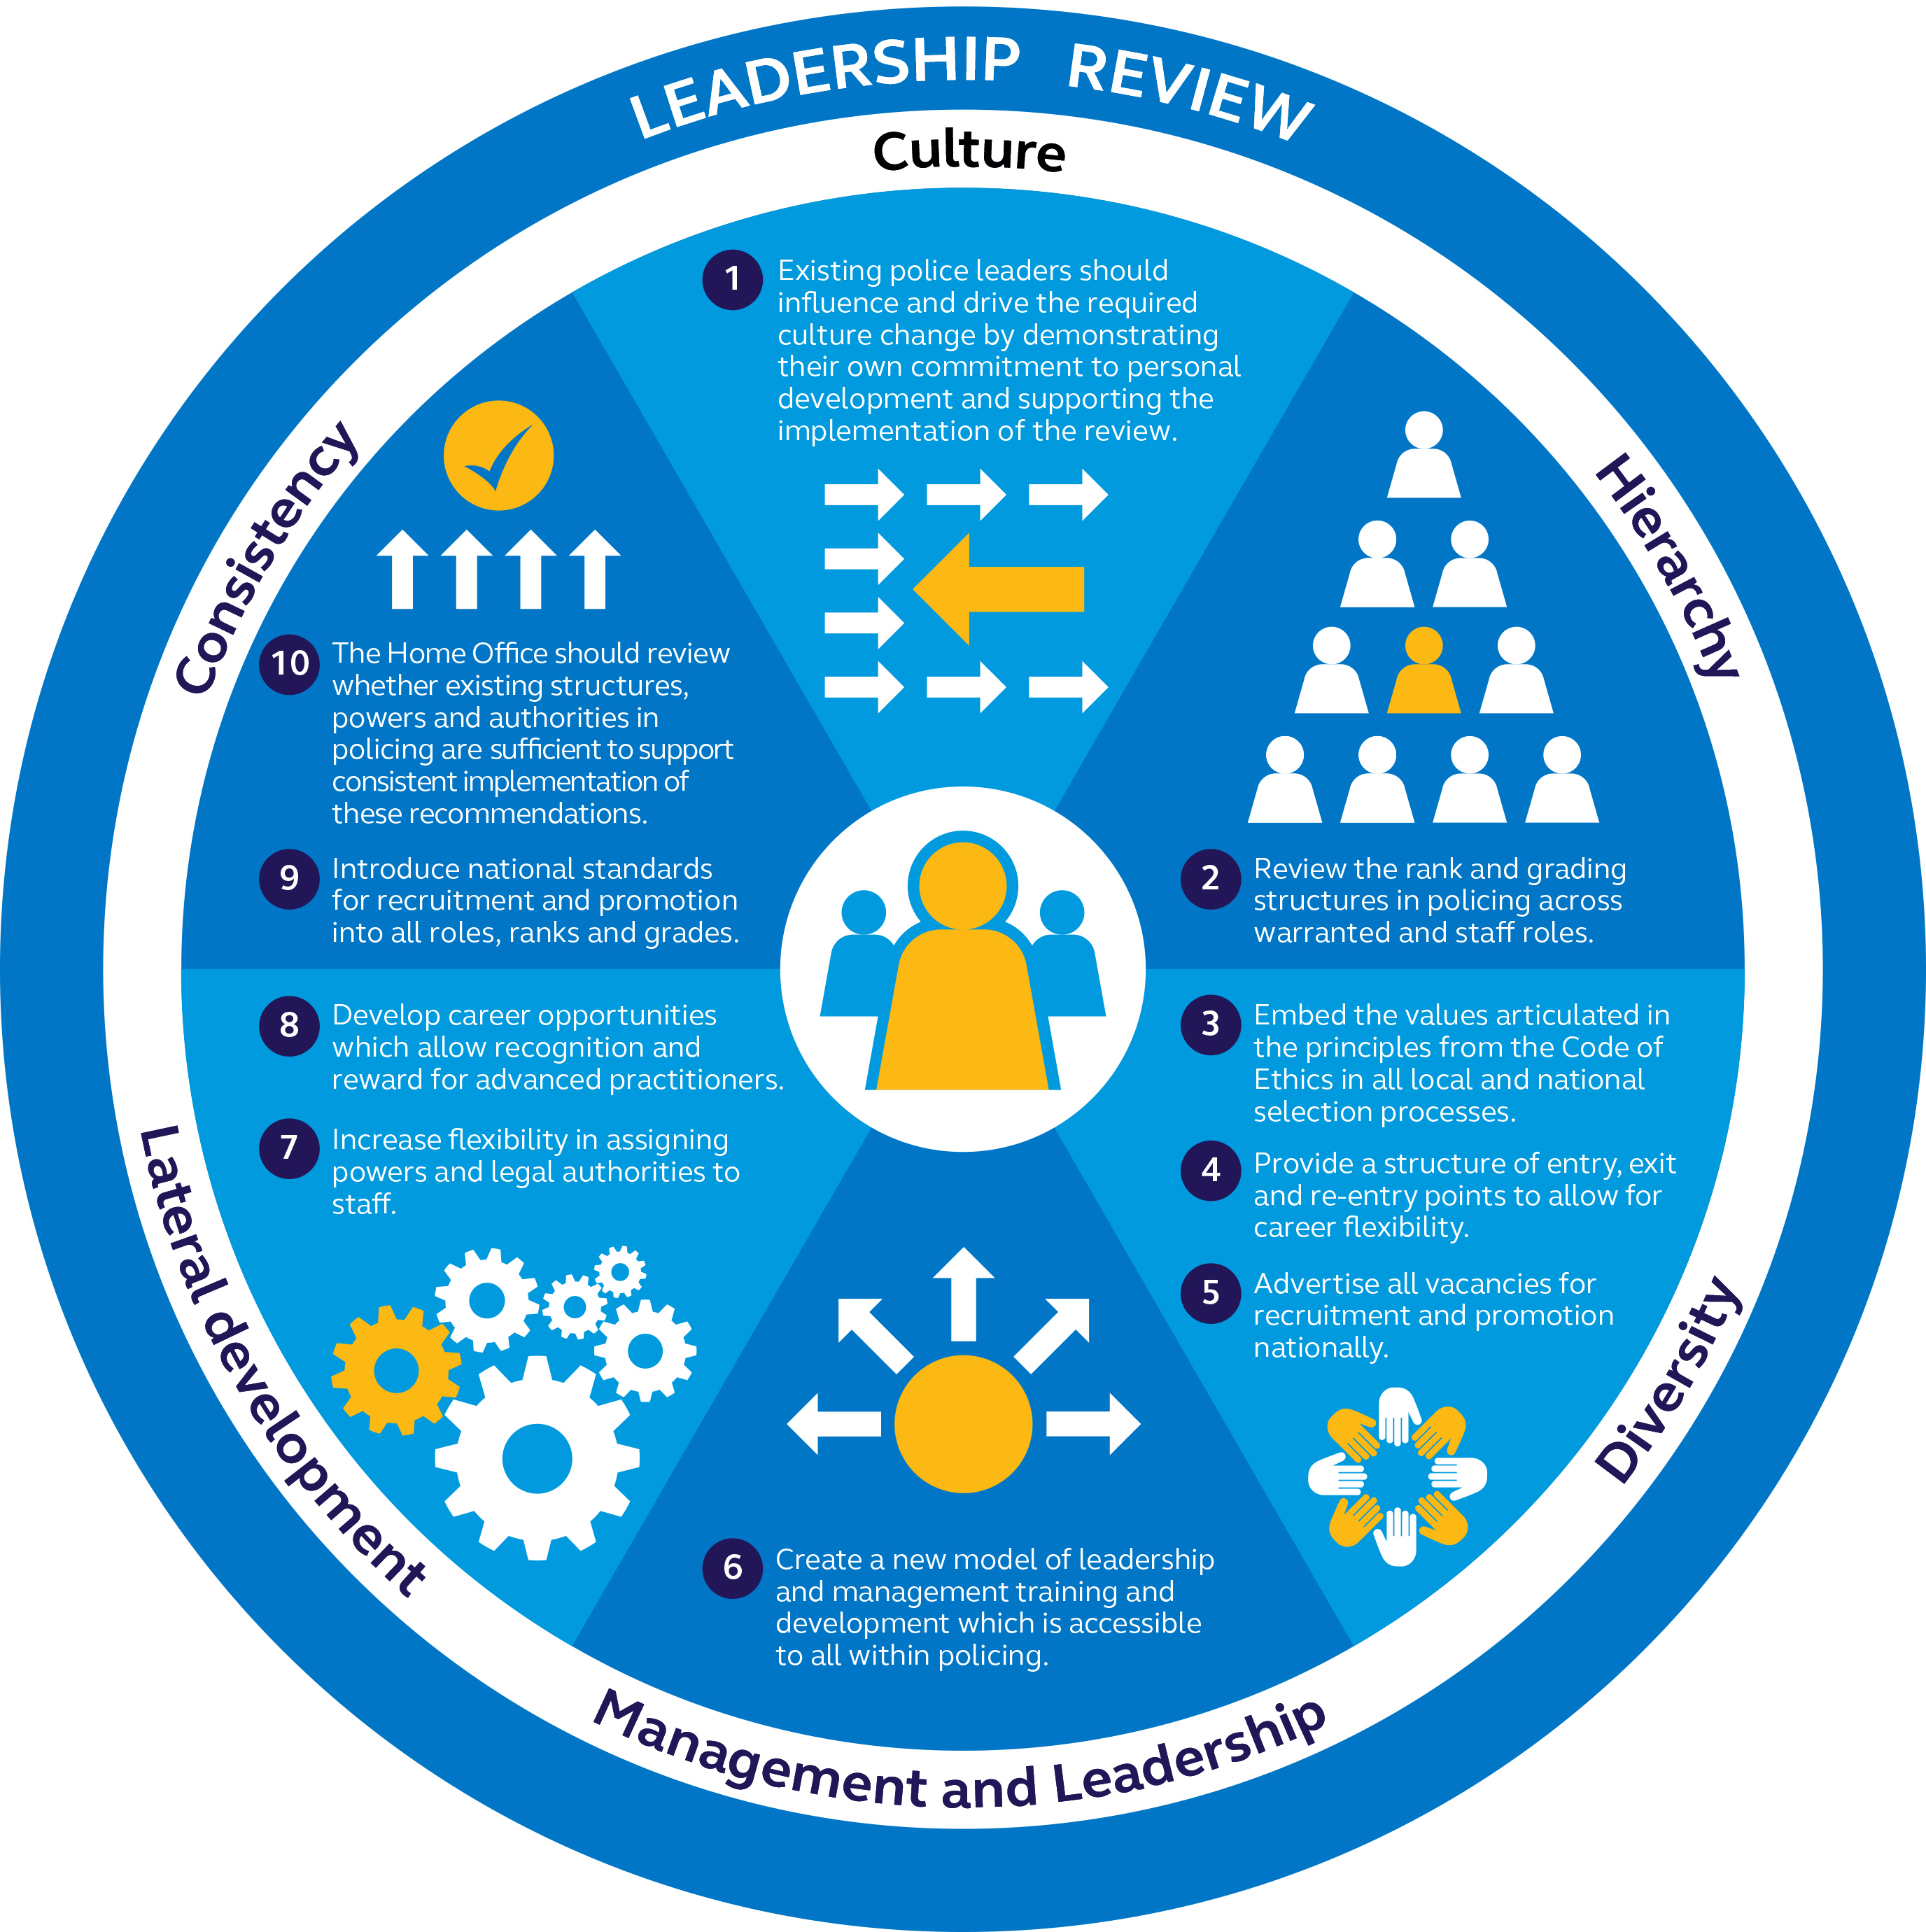 LEADERSHIP REVIEW
Culture
1
Existing police leaders should
influence and drive the required
culture change by demonstrating
their own commitment to personal
development and supporting the
implementation of the review.
Hierarchy
2
Review the rank and grading
structures in policing across
warranted and staff roles.
Diversity
3
Embed the values articulated in
the principles from the Code of
Ethics in all local and national
selection processes.
4
Provide a structure of entry, exit
and re-entry points to allow for
career flexibility.
5
Advertise all vacancies for
recruitment and promotion
nationally.
Management and Leadership
6
Create a new model of leadership
and management training and
development which is accessible
to all within policing.
Lateral development
7
Increase flexibility in assigning
powers and legal authorities to
staff.
8
Develop career opportunities
which allow recognition and
reward for advanced practitioners.
Consistency
9
Introduce national standards
for recruitment and promotion
into all roles, ranks and grades.
10
The Home Office should review
whether existing structures,
powers and authorities in
policing are sufficient to support
consistent implementation of
these recommendations.